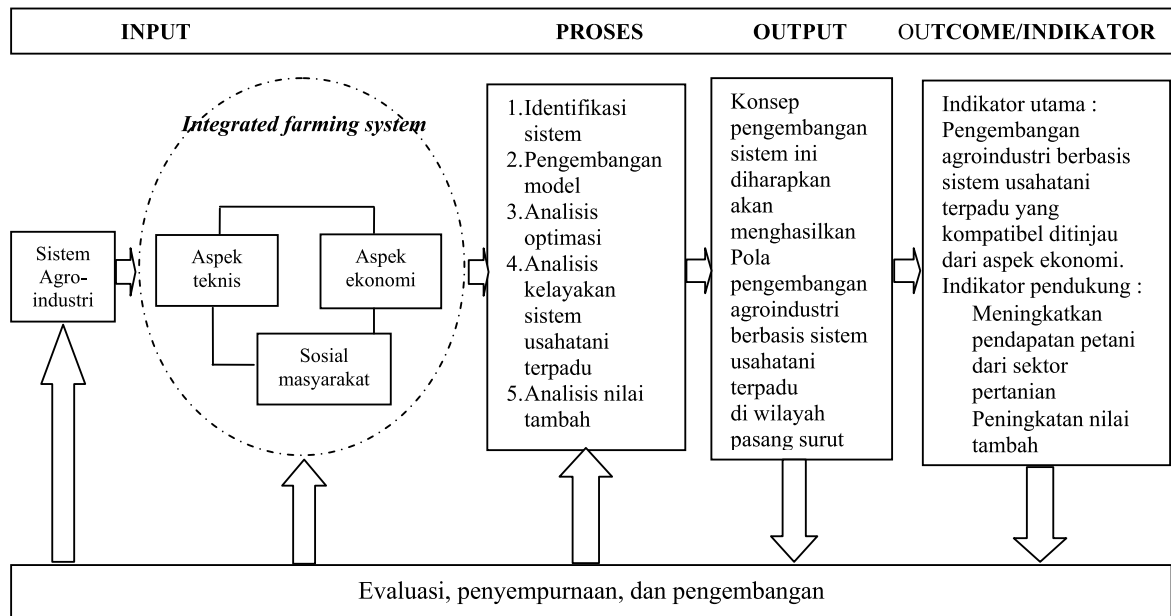 INPUT PROSES OUTPUT OUTCOME/INDIKATOR
Sistem
Agro-
industri
Integrated farming system
Aspek
teknis
Aspek
ekonomi
Sosial
masyarakat
1.Identifikasi
sistem
2.Pengembangan
model
3.Analisis
optimasi
4.Analisis
kelayakan
sistem
usahatani
terpadu
5.Analisis nilai
tambah
Konsep
pengembangan
sistem ini
diharapkan
akan
menghasilkan
Pola
pengembangan
agroindustri
berbasis sistem
usahatani
terpadu
di wilayah
pasang surut
Indikator utama :
Pengembangan
agroindustri berbasis
sistem usahatani
terpadu yang
kompatibel ditinjau
dari aspek ekonomi.
Indikator pendukung :
Meningkatkan
pendapatan petani
dari sektor
pertanian
Peningkatan nilai
tambah
Evaluasi, penyempurnaan, dan pengembangan